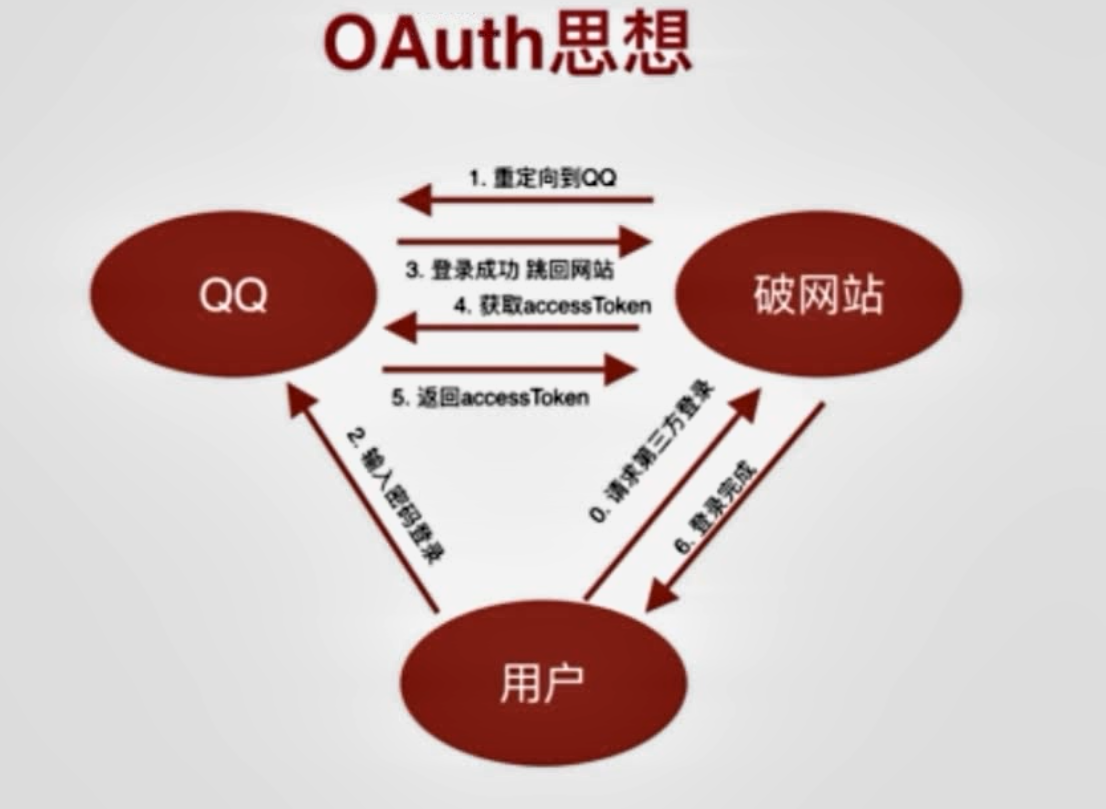 OAuth思想
1. 重定向到QQ
QQ
破网站
3. 登录成功 跳回网站
4. 获取accessToken
5. 返回accessToken
2. 输入密码登录
0. 请求第三方登录
6. 登录完成
用户